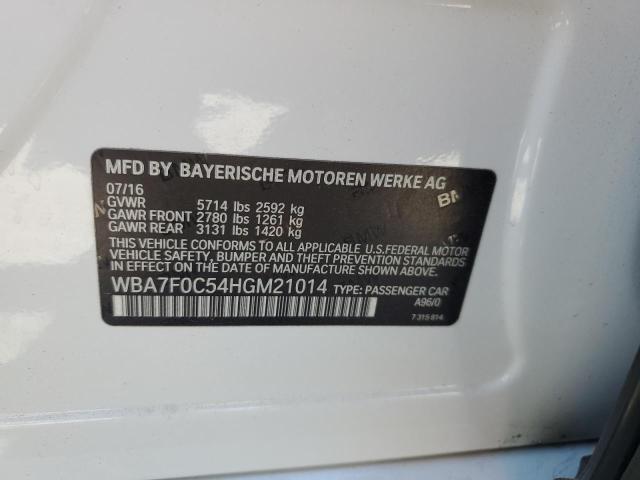 MFD BY BAYERISCHE MOTOREN WERKE AG
07/16
GVWR 5714 lbs 2592 kg
GAWR FRONT 2780 lbs 1261 kg
GAWR REAR 3131 lbs 1420 kg
THIS VEHICLE CONFORMS TO ALL APPLICABLE U.S.FEDERAL MOTOR
VEHICLE SAFETY, BUMPER, AND THEFT PREVENTION STANDARDS IN
EFFECT ON THE DATE OF MANUFACTURE SHOWN ABOVE.
WBA7F0C54HGM21014 TYPE: PASSENGER CAR
A96/0
7 315 814